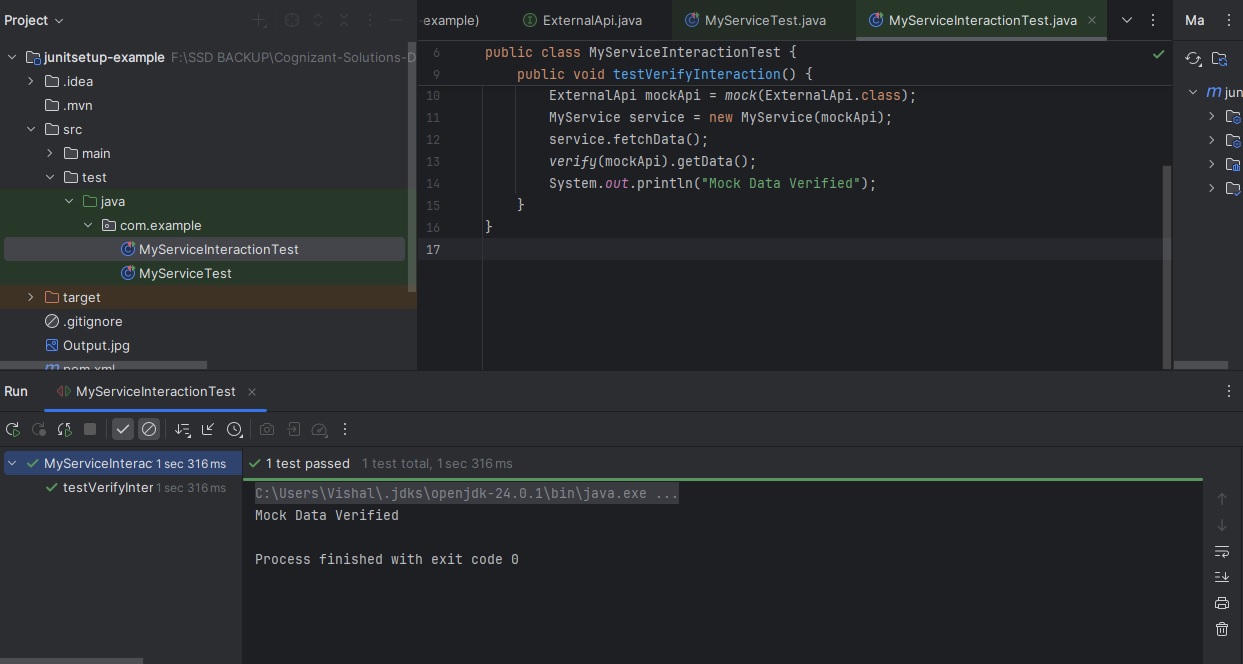 Project
junitsetup-example F:\SSD BACKUP\Cognizant-Solutions-D
.idea
.mvn
src
main
test
java
com.example
MyServiceInteractionTest
MyServiceTest
target
.gitignore
Output.jpg
pom.xml
example) ExternalApi.java MyServiceTest.java MyServiceInteractionTest.java
6 public class MyServiceInteractionTest {
9 public void testVerifyInteraction() {
10 ExternalApi mockApi = mock(ExternalApi.class);
11 MyService service = new MyService(mockApi);
12 service.fetchData();
13 verify(mockApi).getData();
14 System.out.println("Mock Data Verified");
15 }
16 }
17
Ma
m jun
Run MyServiceInteractionTest
MyServiceInterac 1 sec 316 ms
testVerifyInter 1 sec 316 ms
1 test passed 1 test total, 1 sec 316 ms
C:\Users\Vishal\.jdks\openjdk-24.0.1\bin\java.exe ...
Mock Data Verified
Process finished with exit code 0